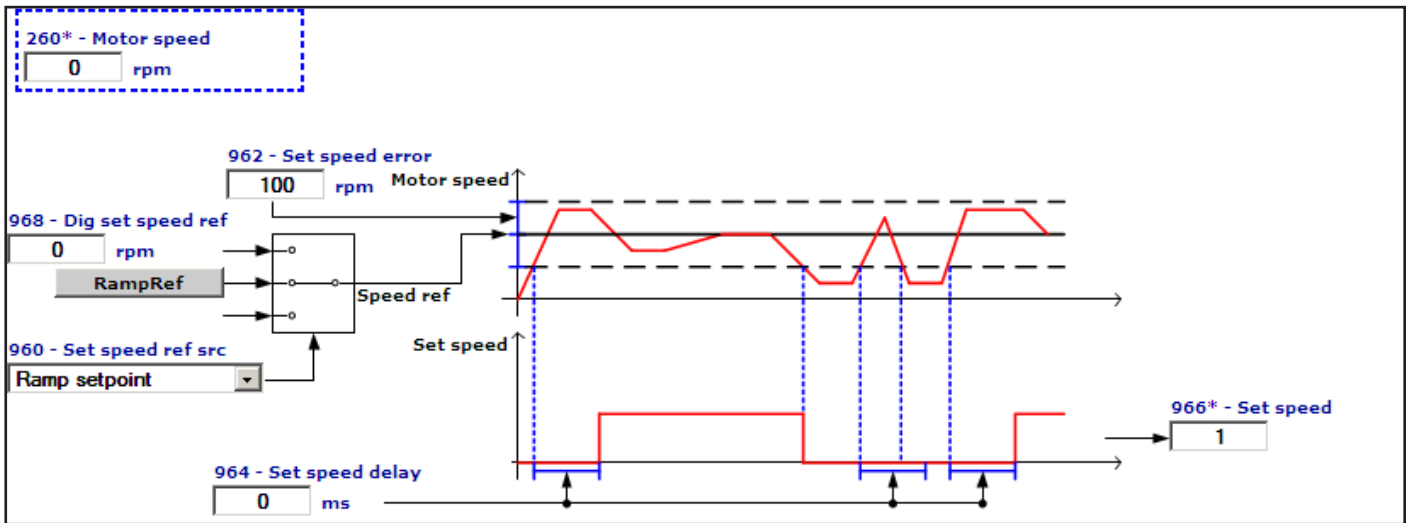 260* - Motor speed
0 rpm
962 - Set speed error
100 rpm
Motor speed
968 - Dig set speed ref
0 rpm
RampRef
Speed ref
960 - Set speed ref src
Ramp setpoint
Set speed
966* - Set speed
1
964 - Set speed delay
0 ms